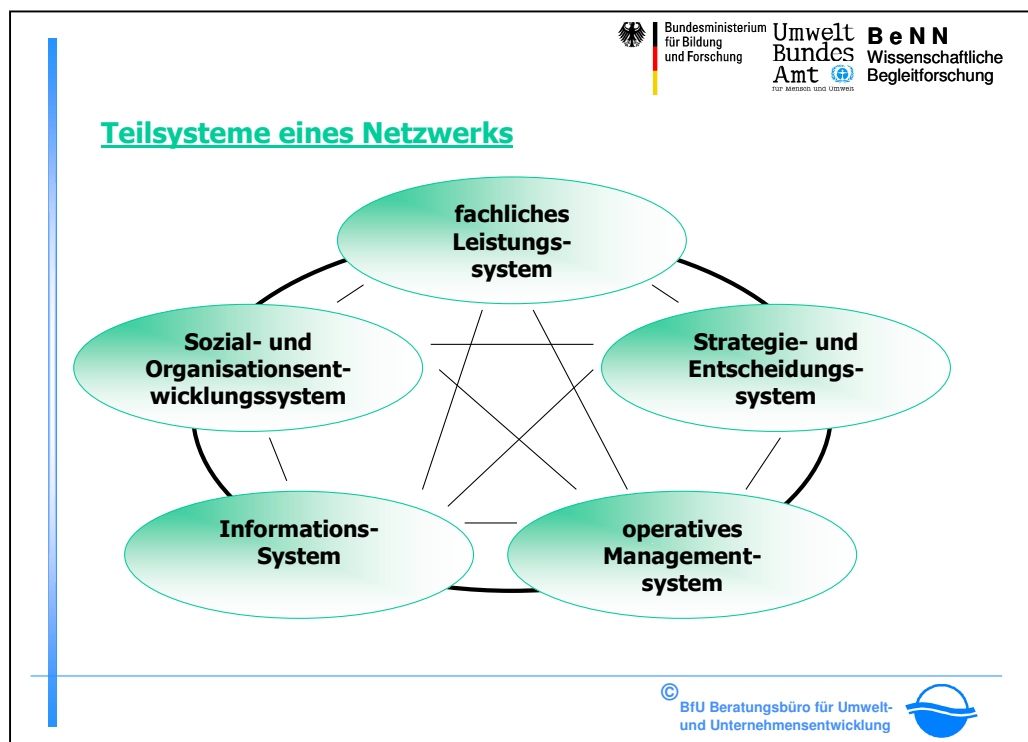 Bundesministerium
für Bildung
und Forschung
Umwelt
Bundes
Amt
für Mensch und Umwelt
BeNN
Wissenschaftliche
Begleitforschung
Teilsysteme eines Netzwerks
fachliches
Leistungs-
system
Sozial- und
Organisationsent-
wicklungssystem
Strategie- und
Entscheidungs-
system
Informations-
System
operatives
Management-
system
©
BfU Beratungsbüro für Umwelt-
und Unternehmensentwicklung